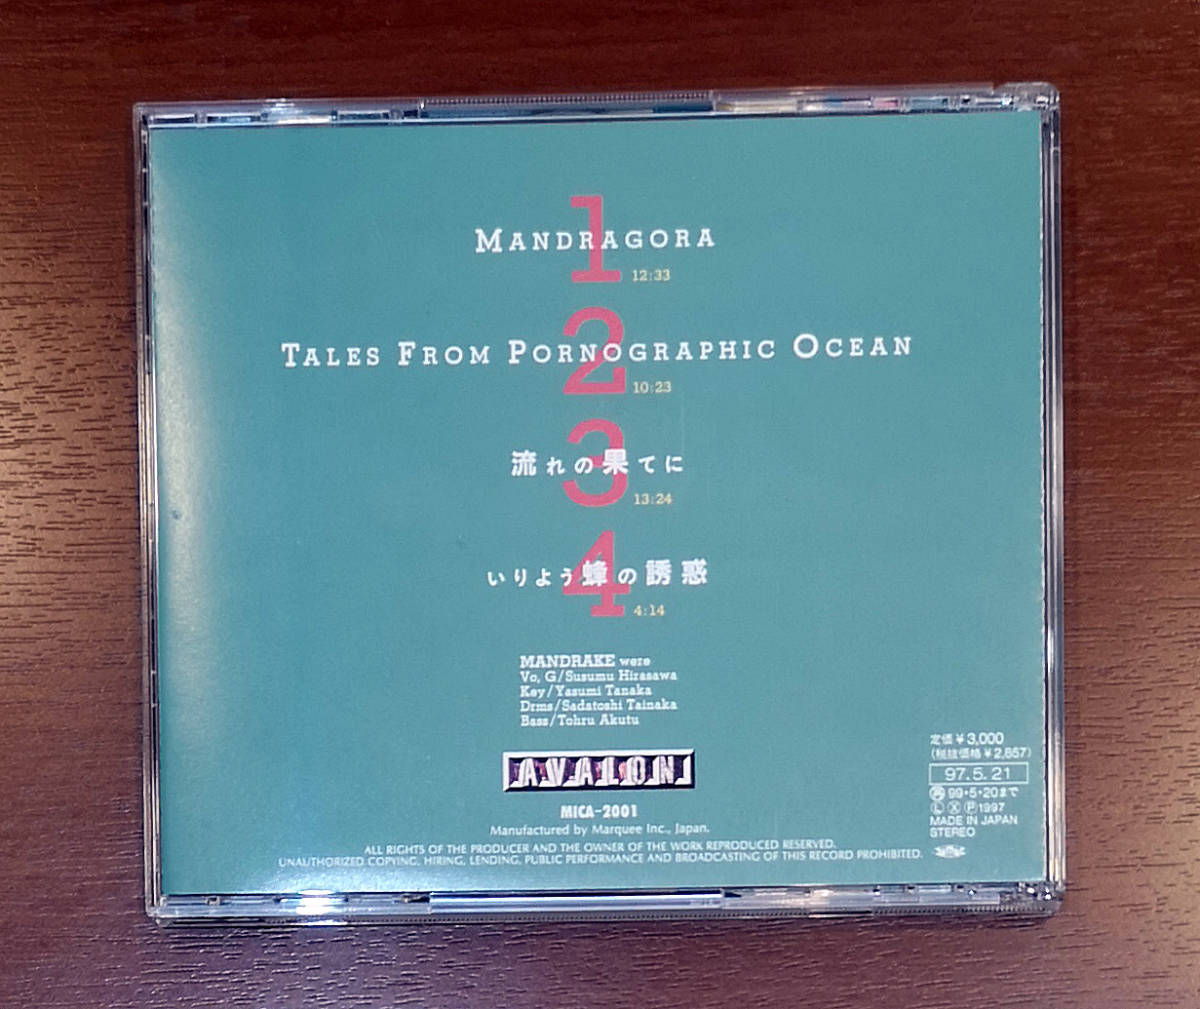 1
MANDRAGORA
12:33
2
TALES FROM PORNOGRAPHIC OCEAN
10:23
3
流れの果てに
13:24
4
いりよう蜂の誘惑
4:14
MANDRAKE were
Vo, G/Susumu Hirasawa
Key/Yasumi Tanaka
Drms/Sadatoshi Tainaka
Bass/Tohru Akutu
AVALON
MICA-2001
Manufactured by Marquee Inc., Japan.
ALL RIGHTS OF THE PRODUCER AND THE OWNER OF THE WORK REPRODUCED RESERVED.
UNAUTHORIZED COPYING, HIRING, LENDING, PUBLIC PERFORMANCE AND BROADCASTING OF THIS RECORD PROHIBITED.
定価¥3,000
(税抜価格¥2,857)
97.5.21
Ⓡ99・5・20まで
ⓁⓍⓅ1997
MADE IN JAPAN
STEREO